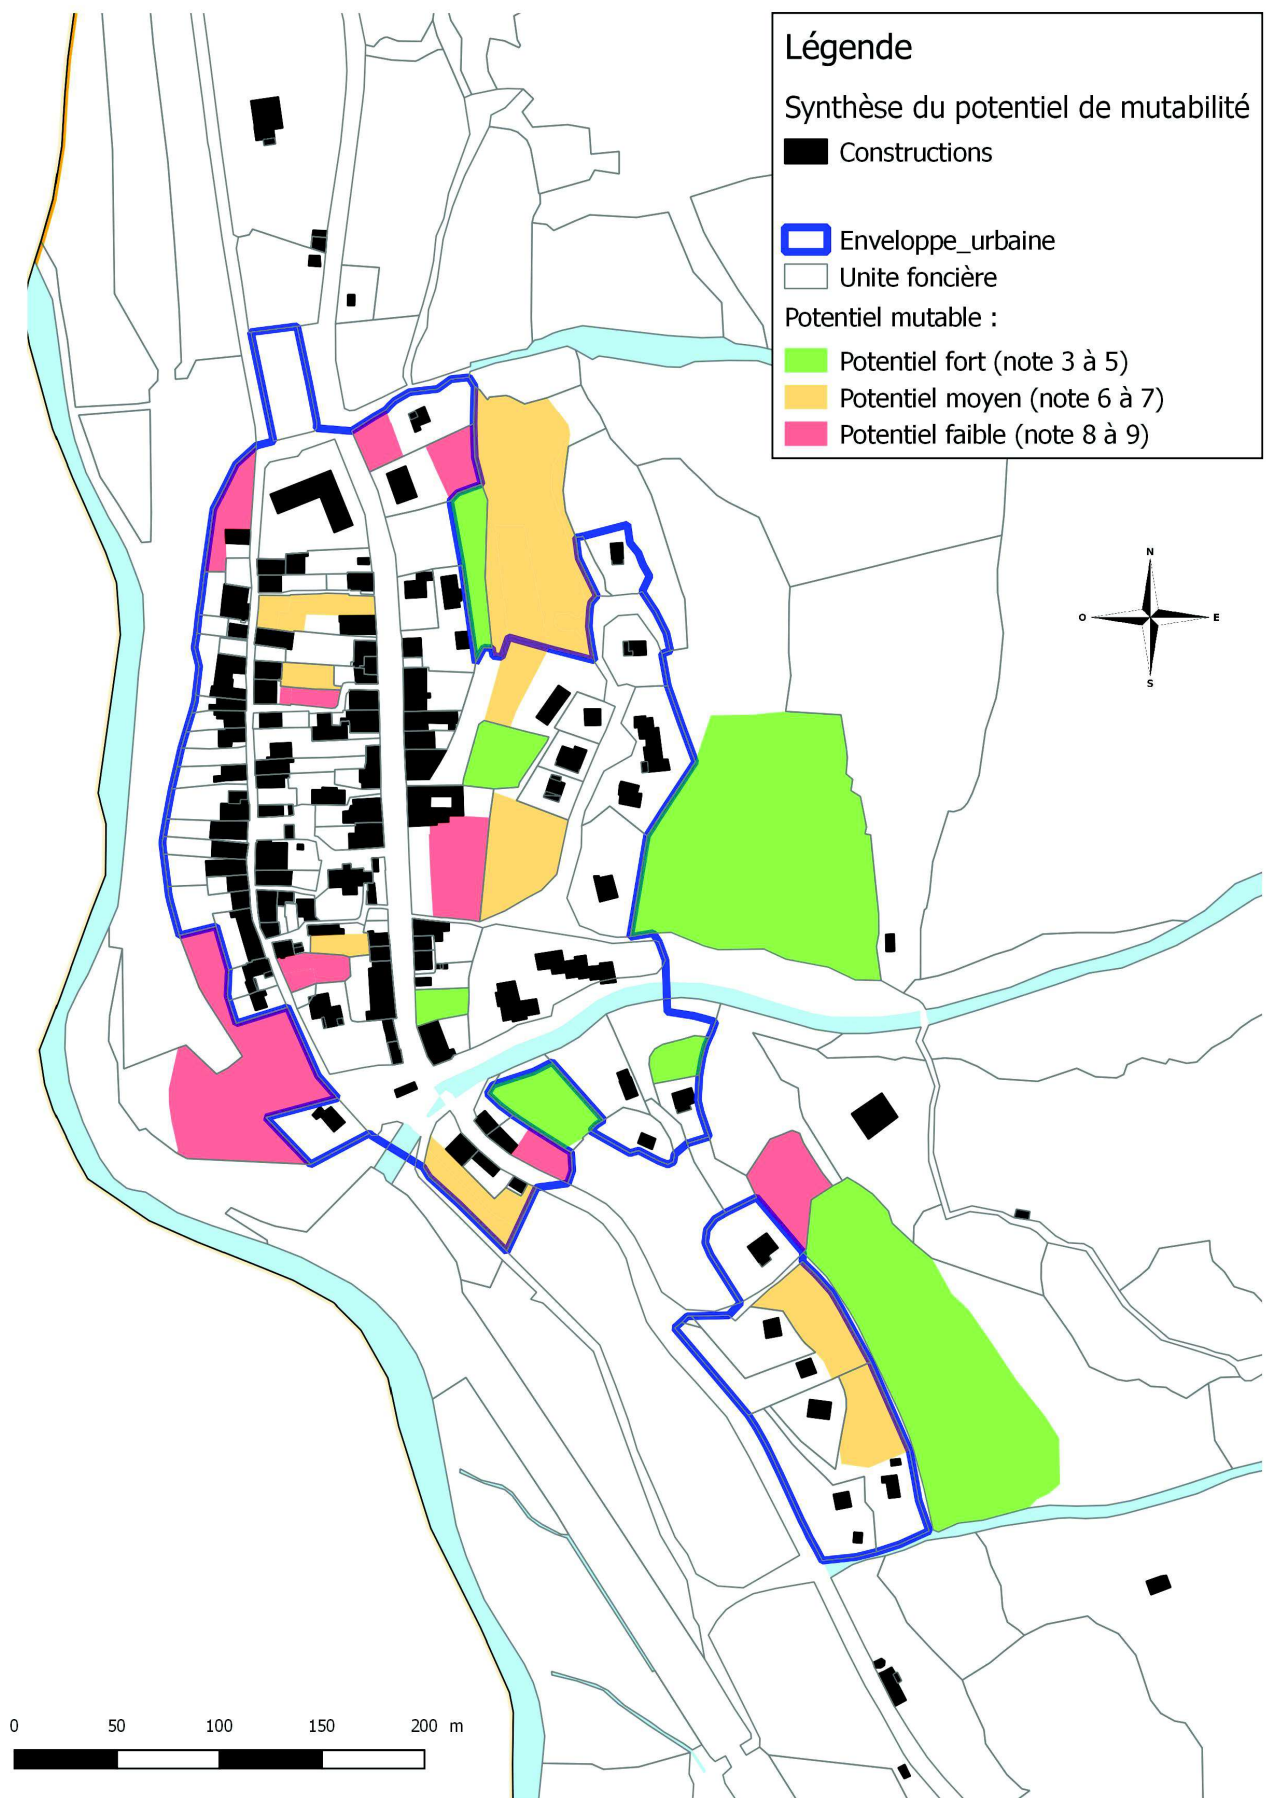 Légende
Synthèse du potentiel de mutabilité
Constructions
Enveloppe_urbaine
Unite foncière
Potentiel mutable :
Potentiel fort (note 3 à 5)
Potentiel moyen (note 6 à 7)
Potentiel faible (note 8 à 9)
N
O E
S
0 50 100 150 200 m